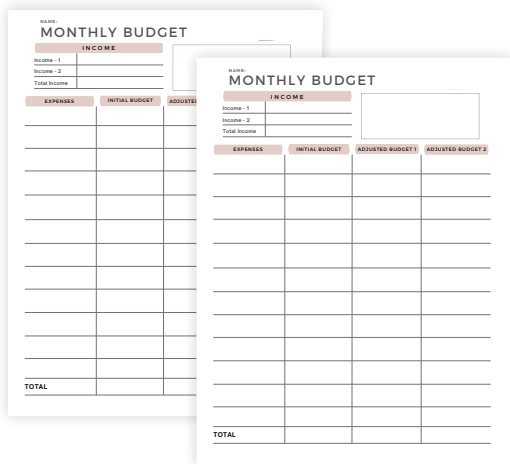 NAME:
MONTHLY BUDGET
INCOME
Income - 1
Income - 2
Total Income
EXPENSES INITIAL BUDGET ADJUSTE
TOTAL
NAME:
MONTHLY BUDGET
INCOME
Income - 1
Income - 2
Total Income
EXPENSES INITIAL BUDGET ADJUSTED BUDGET 1 ADJUSTED BUDGET 2
TOTAL